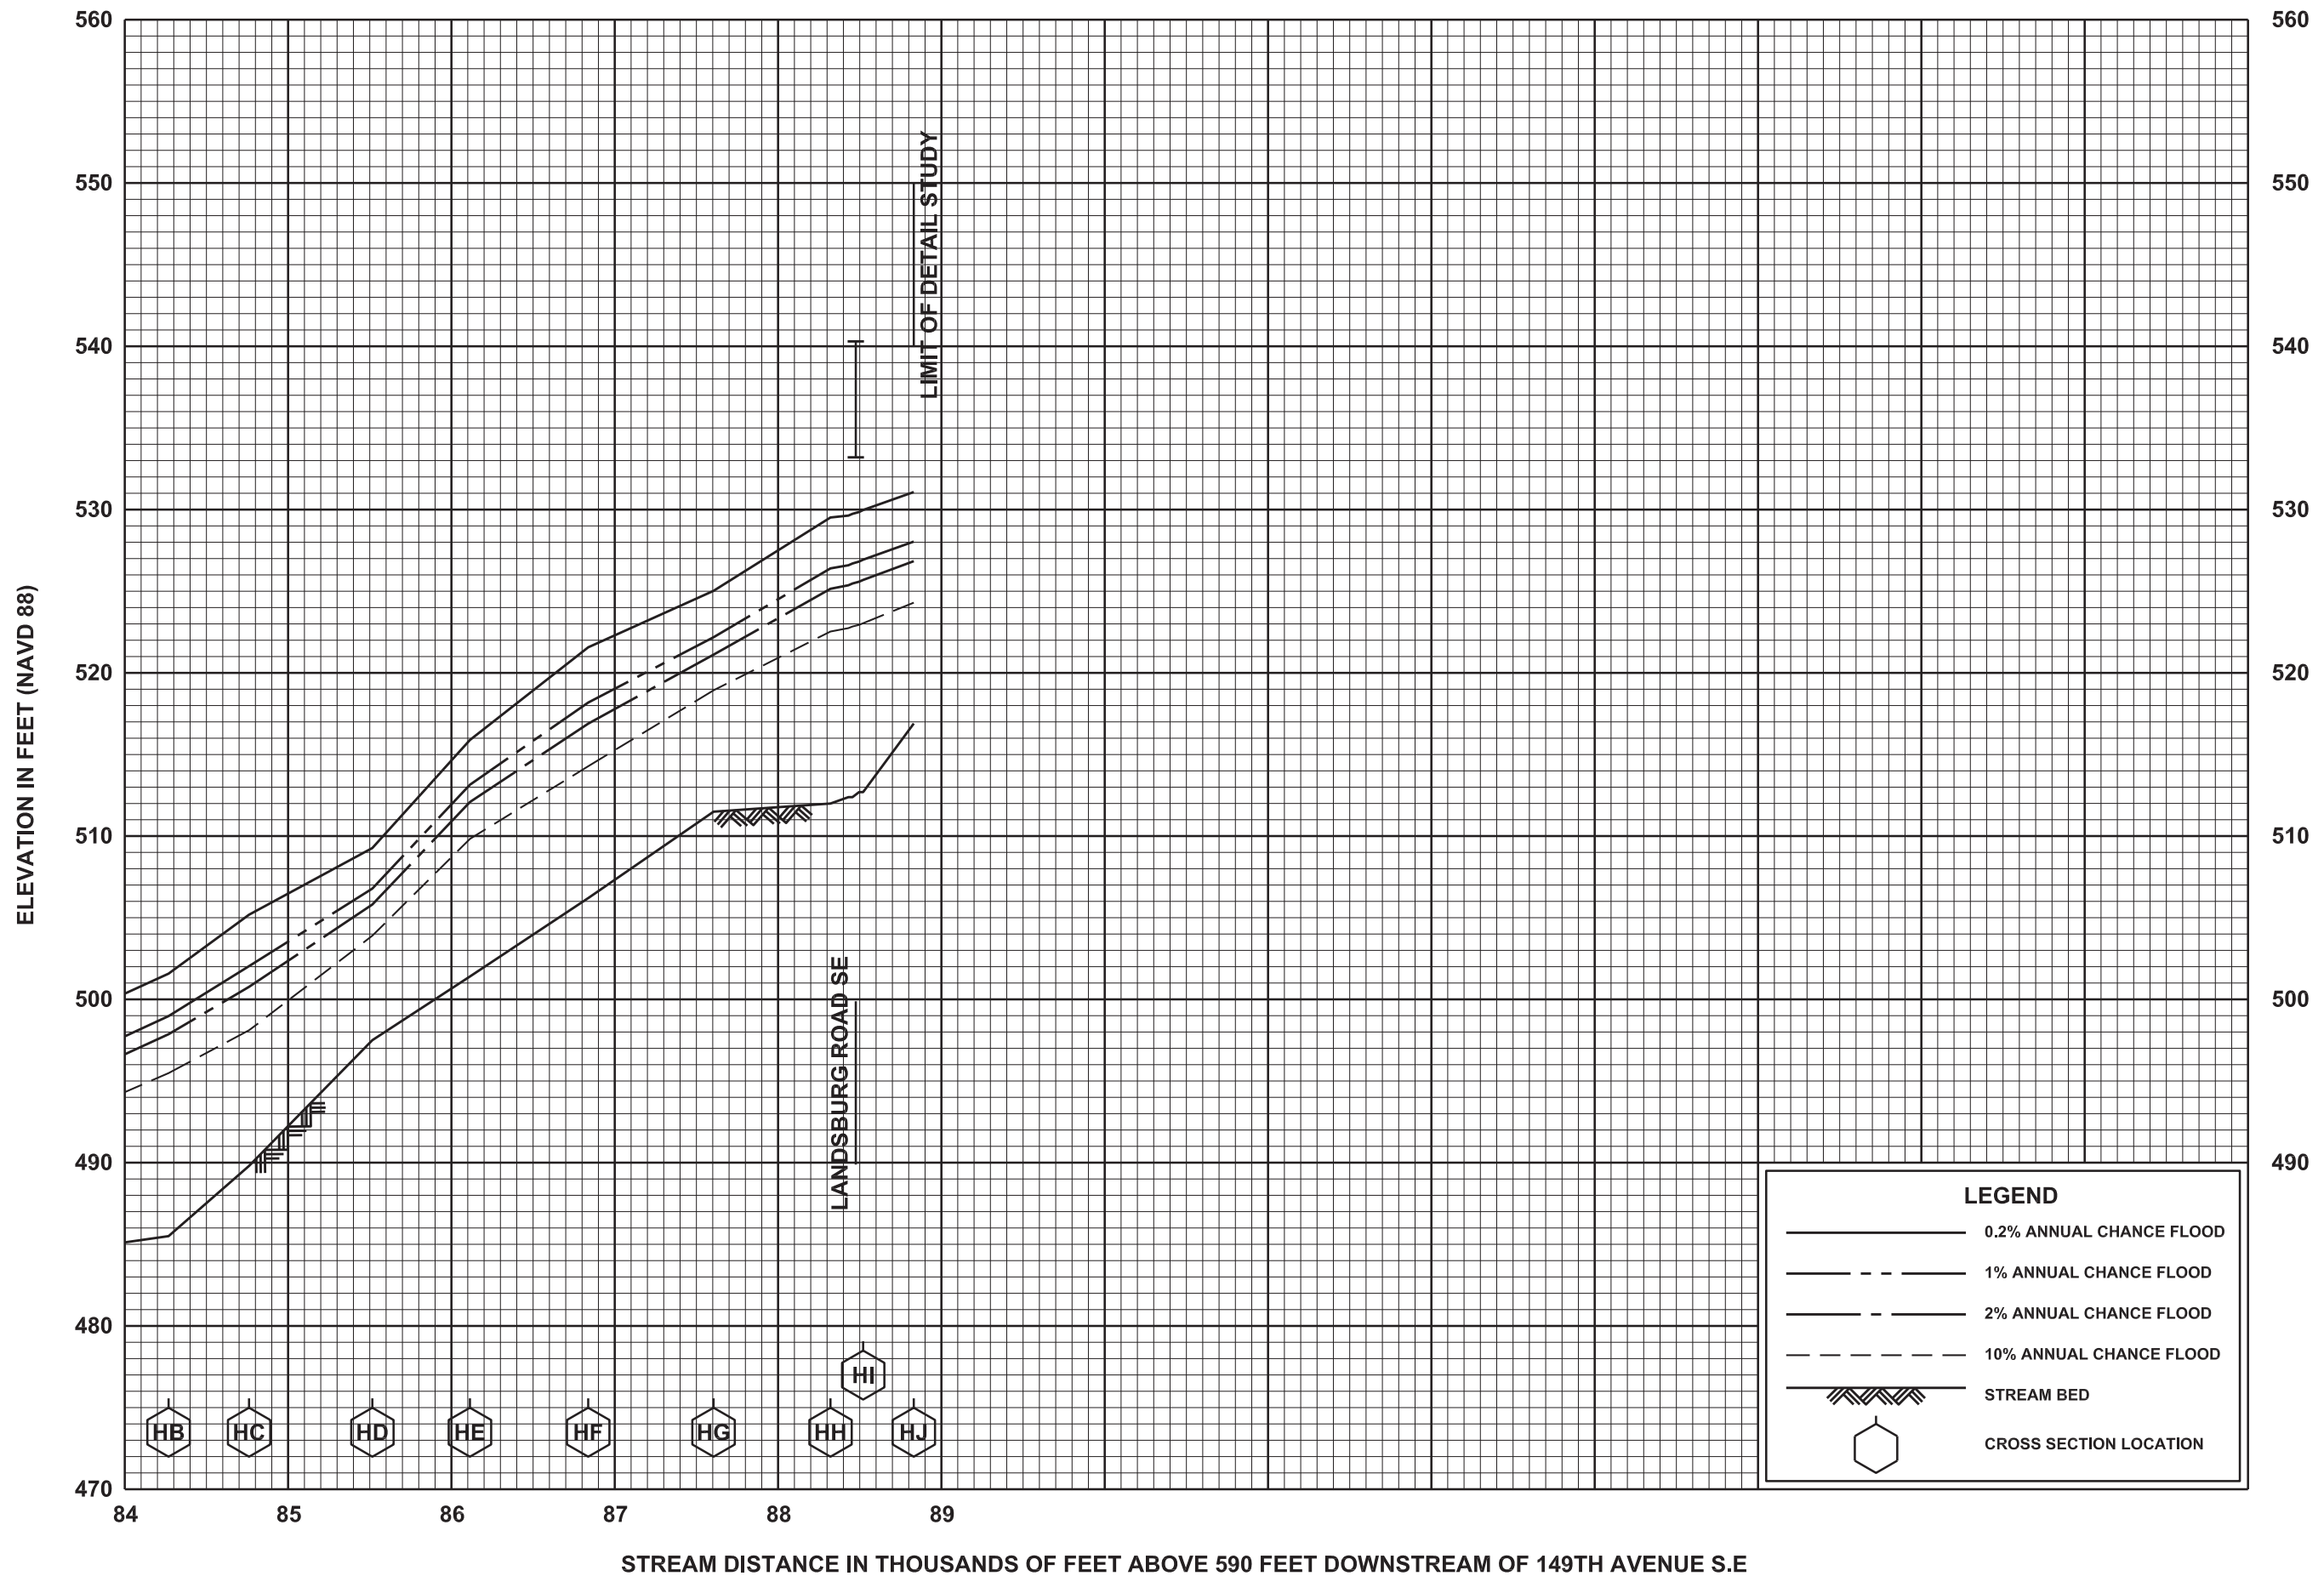 560
560
550
550
540
540
530
530
520
520
510
510
500
500
490
490
480
470
ELEVATION IN FEET (NAVD 88)
LIMIT OF DETAIL STUDY
LANDSBURG ROAD SE
HI
HB
HC
HD
HE
HF
HG
HH
HJ
84
85
86
87
88
89
STREAM DISTANCE IN THOUSANDS OF FEET ABOVE 590 FEET DOWNSTREAM OF 149TH AVENUE S.E
LEGEND
0.2% ANNUAL CHANCE FLOOD
1% ANNUAL CHANCE FLOOD
2% ANNUAL CHANCE FLOOD
10% ANNUAL CHANCE FLOOD
STREAM BED
CROSS SECTION LOCATION